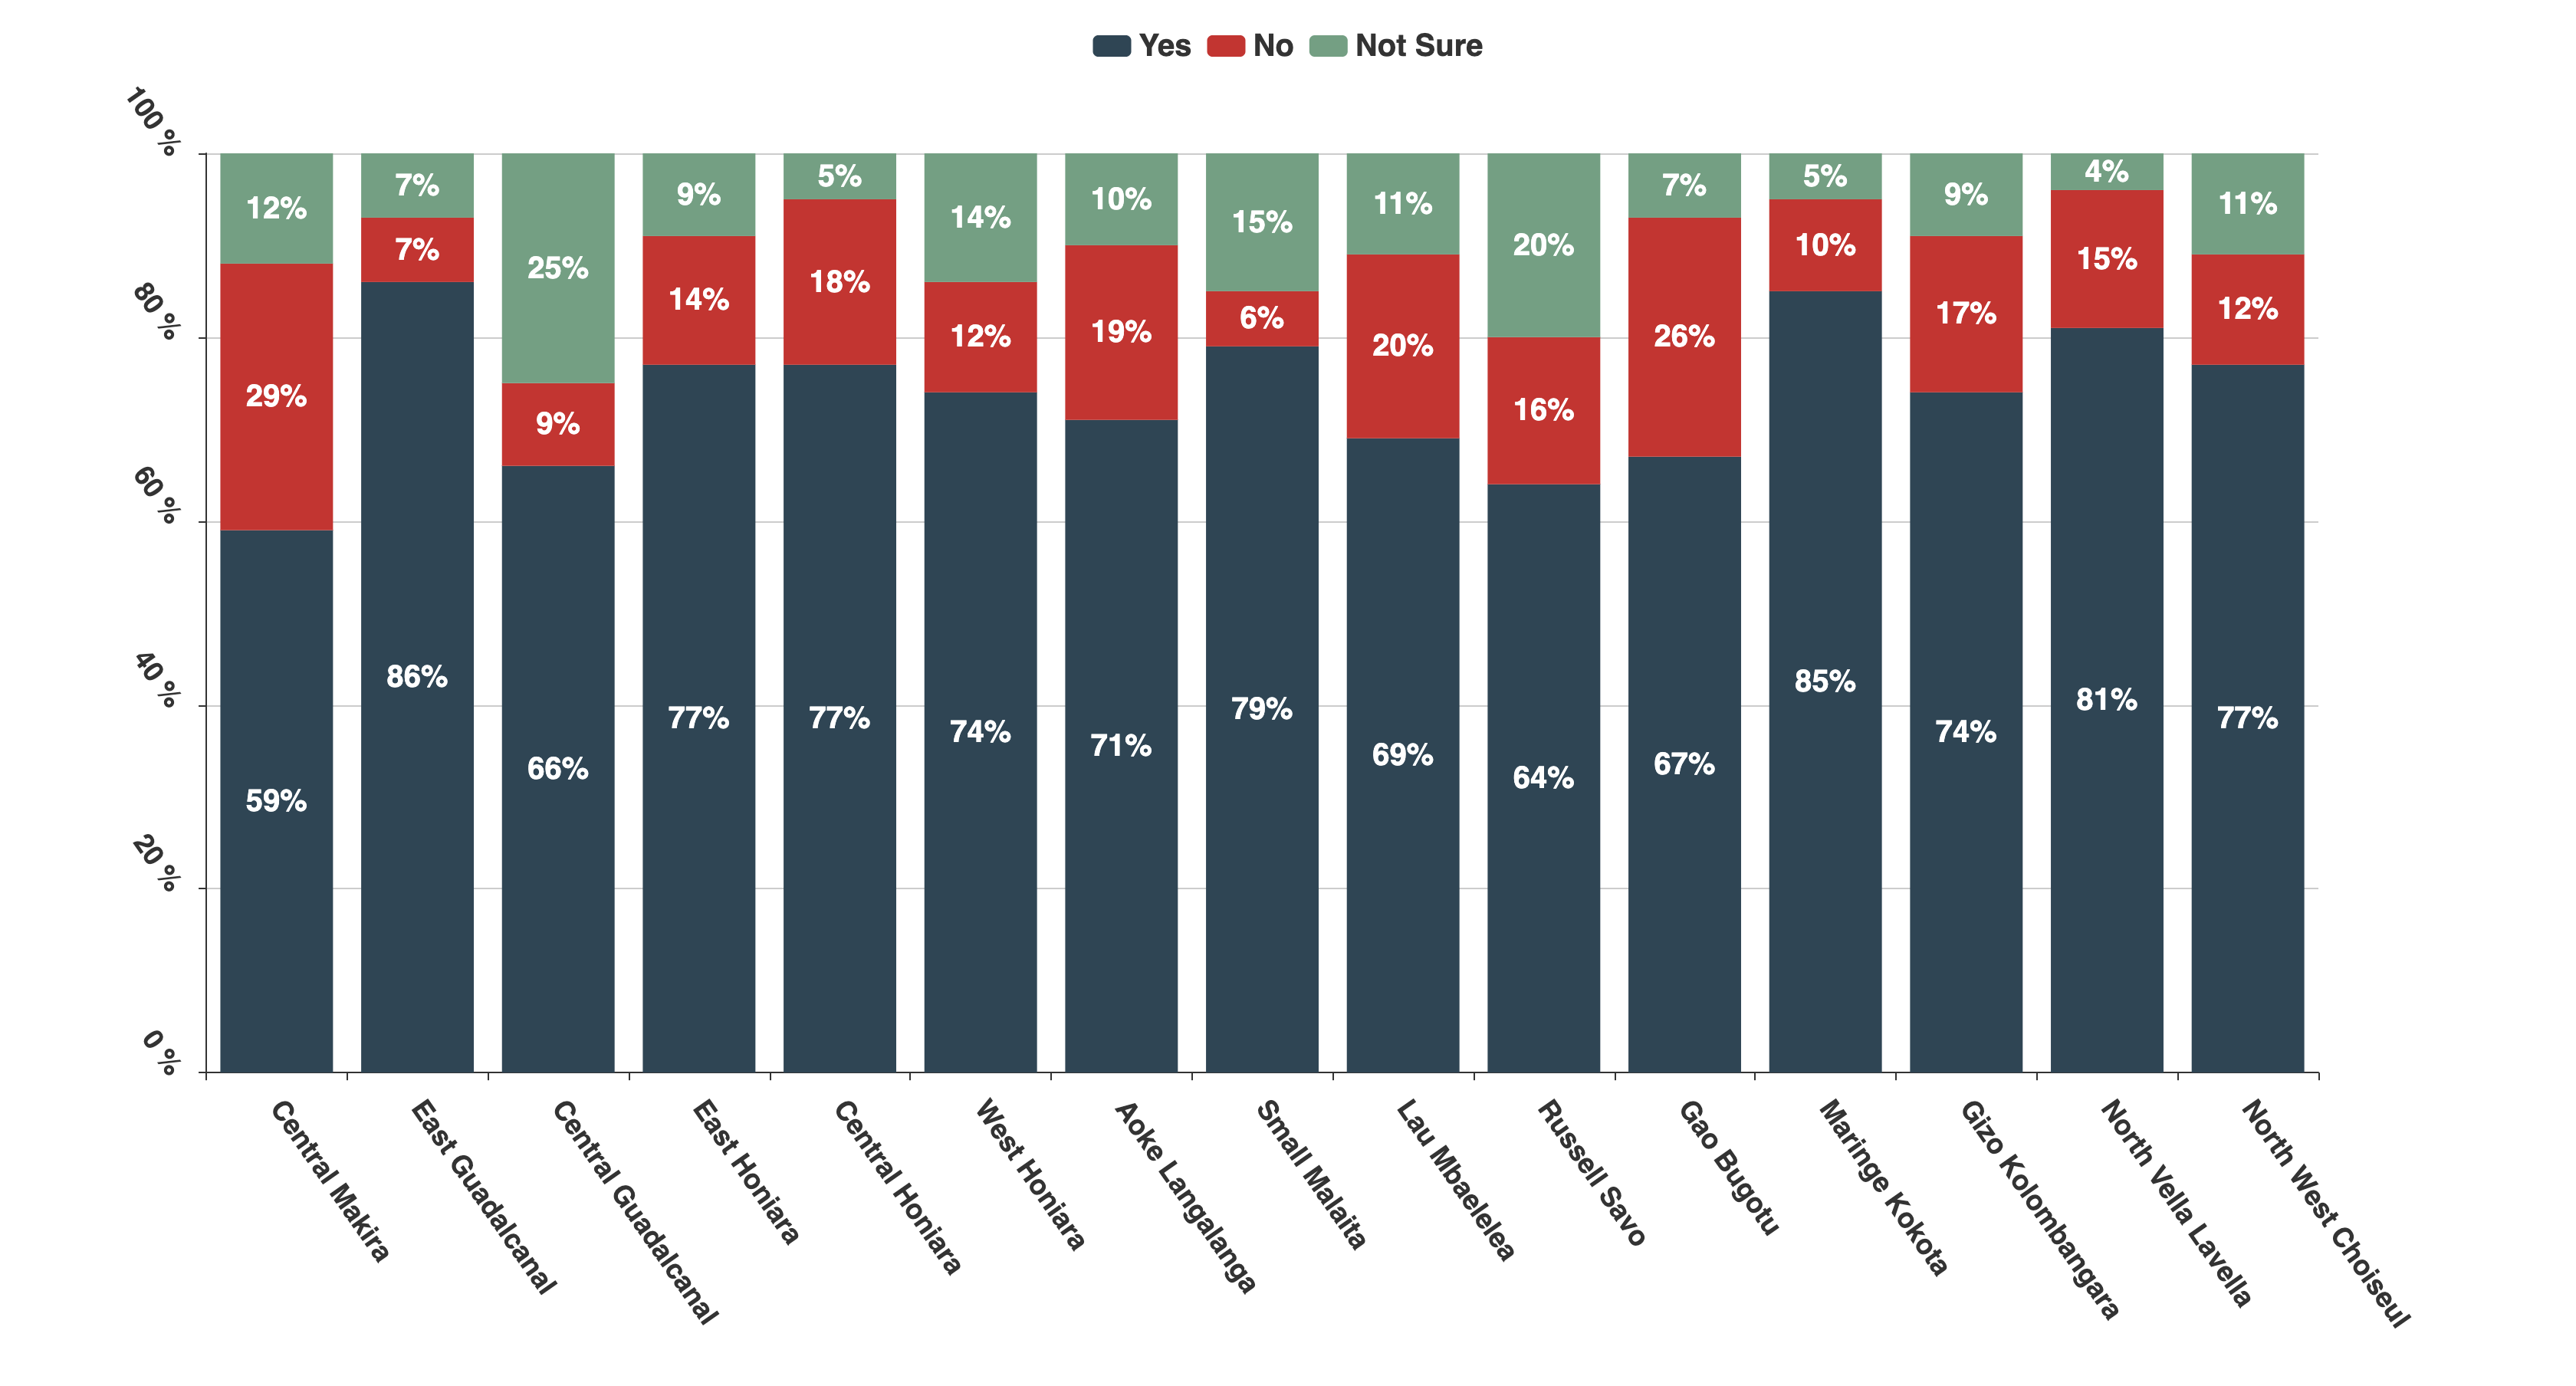 Yes No Not Sure
100 %
80 %
60 %
40 %
20 %
0 %
12% 7% 25% 9% 5% 14% 10% 15% 11% 20% 7% 5% 9% 4% 11%
29% 7% 9% 14% 18% 12% 19% 6% 20% 16% 26% 10% 17% 15% 12%
59% 86% 66% 77% 77% 74% 71% 79% 69% 64% 67% 85% 74% 81% 77%
Central Makira
East Guadalcanal
Central Guadalcanal
East Honiara
Central Honiara
West Honiara
Aoke Langalanga
Small Malaita
Lau Mbaelelea
Russell Savo
Gao Bugotu
Maringe Kokota
Gizo Kolombangara
North Vella Lavella
North West Choiseul